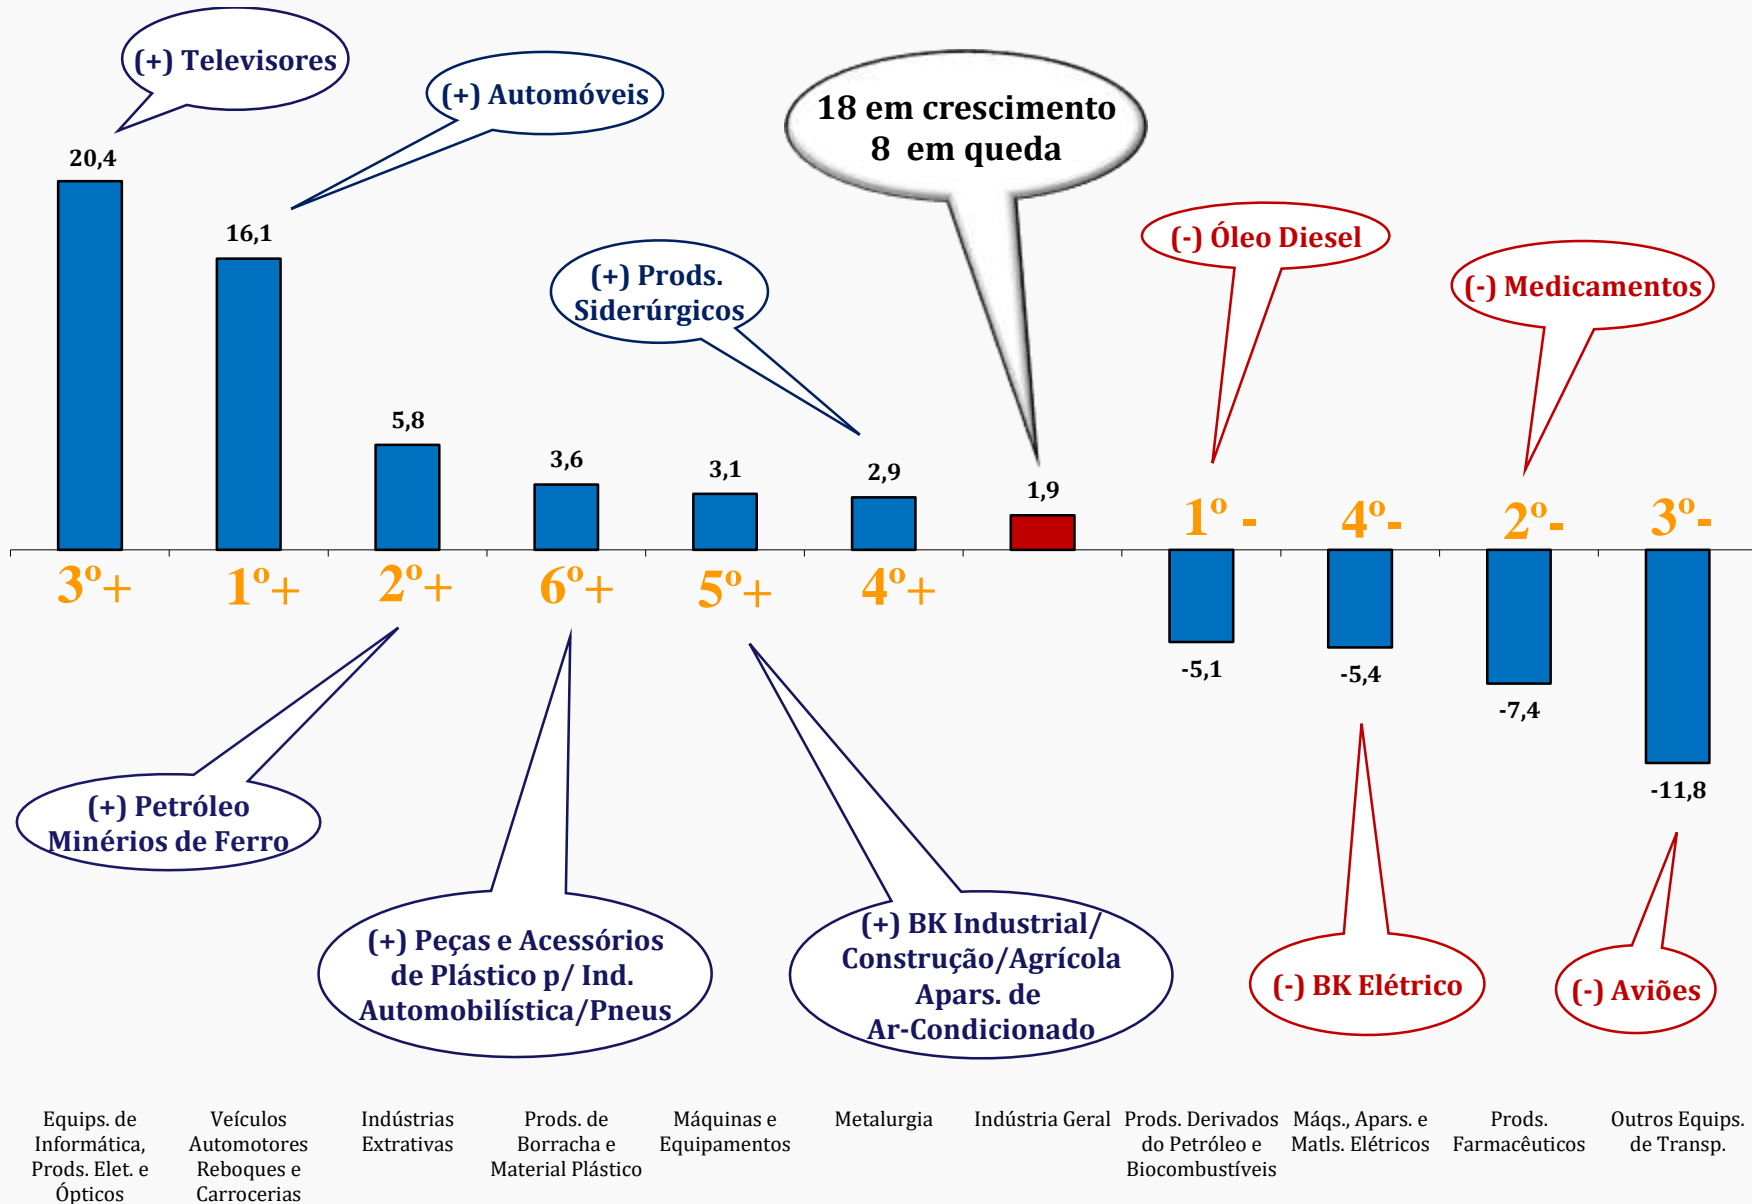 (+) Televisores
(+) Automóveis
18 em crescimento
8 em queda
(-) Óleo Diesel
(-) Medicamentos
(+) Prods.
Siderúrgicos
20,4
16,1
5,8
3,6
3,1
2,9
1,9
1º -
4º-
2º-
3º-
3º+
1º+
2º+
6º+
5º+
4º+
-5,1
-5,4
-7,4
-11,8
(+) Petróleo
Minérios de Ferro
(+) Peças e Acessórios
de Plástico p/ Ind.
Automobilística/Pneus
(+) BK Industrial/
Construção/Agrícola
Apars. de
Ar-Condicionado
(-) BK Elétrico
(-) Aviões
Equips. de
Informática,
Prods. Elet. e
Ópticos
Veículos
Automotores
Reboques e
Carrocerias
Indústrias
Extrativas
Prods. de
Borracha e
Material Plástico
Máquinas e
Equipamentos
Metalurgia
Indústria Geral
Prods. Derivados
do Petróleo e
Biocombustíveis
Máqs., Apars. e
Matls. Elétricos
Prods.
Farmacêuticos
Outros Equips.
de Transp.